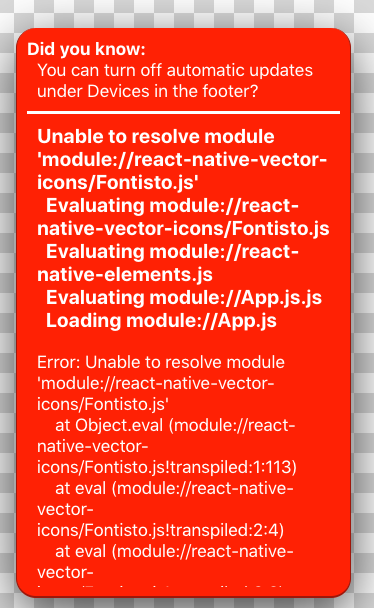 Did you know:
You can turn off automatic updates
under Devices in the footer?
Unable to resolve module
'module://react-native-vector-
icons/Fontisto.js'
Evaluating module://react-
native-vector-icons/Fontisto.js
Evaluating module://react-
native-elements.js
Evaluating module://App.js.js
Loading module://App.js
Error: Unable to resolve module
'module://react-native-vector-
icons/Fontisto.js'
at Object.eval (module://react-
native-vector-
icons/Fontisto.js!transpiled:1:113)
at eval (module://react-native-
vector-
icons/Fontisto.js!transpiled:2:4)
at eval (module://react-native-
vector-